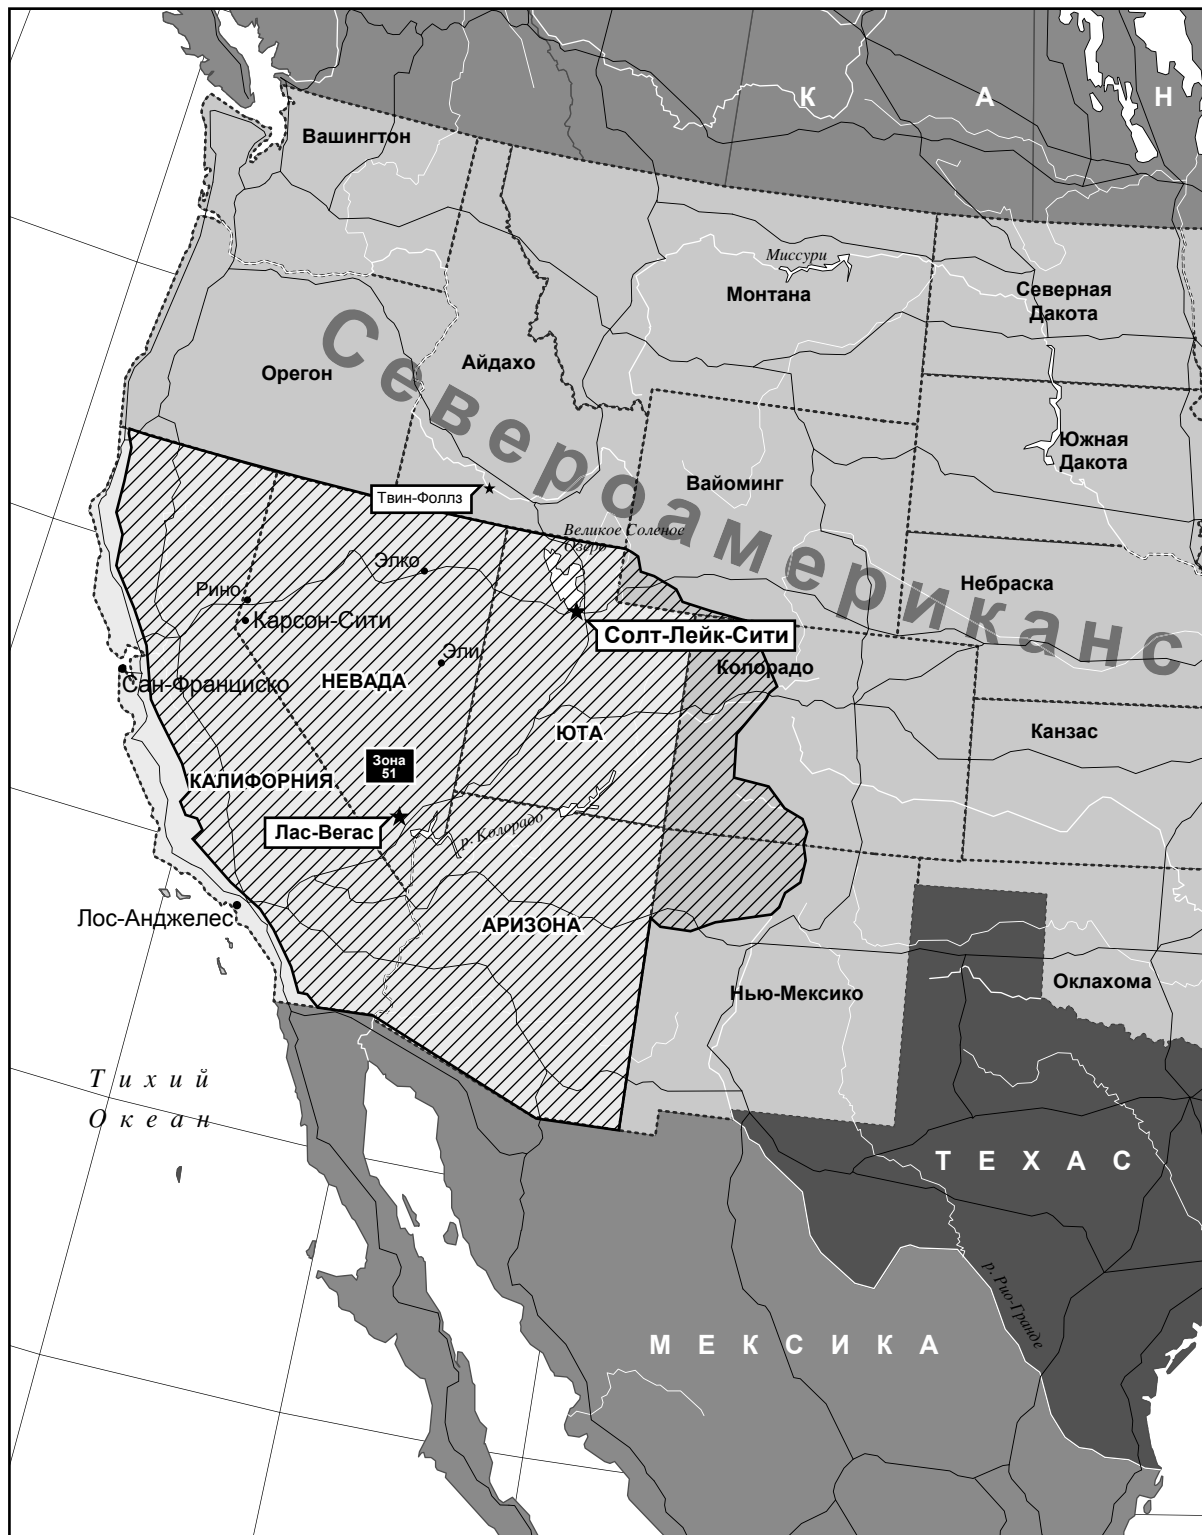 К А Н
Вашингтон
Миссури
Монтана
Северная
Дакота
Орегон
Айдахо
Североамериканс
Южная
Дакота
Вайоминг
Твин-Фоллз
Великое Соленое
Озеро
Элко
Рино
Небраска
Карсон-Сити
Солт-Лейк-Сити
Эли
Колорадо
Сан-Франциско
НЕВАДА
ЮТА
Канзас
Зона
51
КАЛИФОРНИЯ
Лас-Вегас
р. Колорадо
Лос-Анджелес
АРИЗОНА
Нью-Мексико
Оклахома
Тихий
Океан
ТЕХАС
р. Рио-Гранде
МЕКСИКА